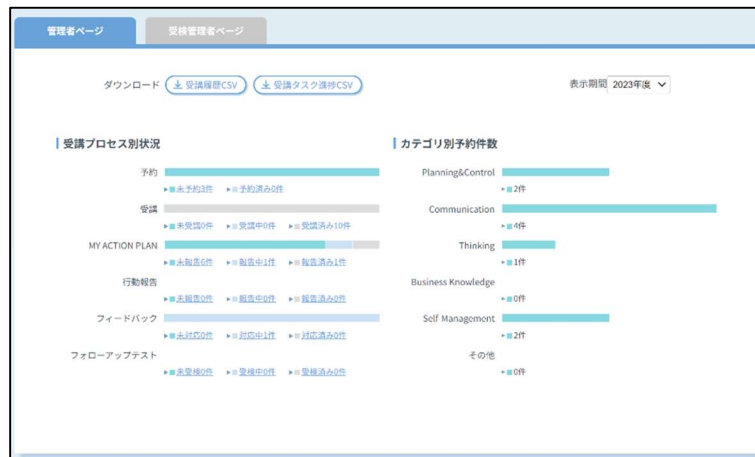 管理者ページ 受検管理者ページ
ダウンロード 受講履歴CSV 受講タスク進捗CSV 表示期間 2023年度
受講プロセス別状況
予約
未予約3件 予約済み0件
受講
未受講0件 受講中0件 受講済み10件
MY ACTION PLAN
未報告6件 報告中1件 報告済み1件
行動報告
未報告0件 報告中0件 報告済み0件
フィードバック
未対応0件 対応中1件 対応済み0件
フォローアップテスト
未受検0件 受検中0件 受検済み0件
カテゴリ別予約件数
Planning&Control
2件
Communication
4件
Thinking
1件
Business Knowledge
0件
Self Management
2件
その他
0件